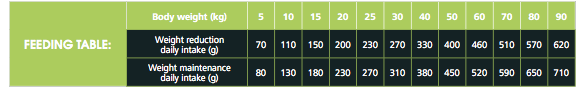 Body weight (kg) 5 10 15 20 25 30 40 50 60 70 80 90
FEEDING TABLE:
Weight reduction
daily intake (g) 70 110 150 200 230 270 330 400 460 510 570 620
Weight maintenance
daily intake (g) 80 130 180 230 270 310 380 450 520 590 650 710